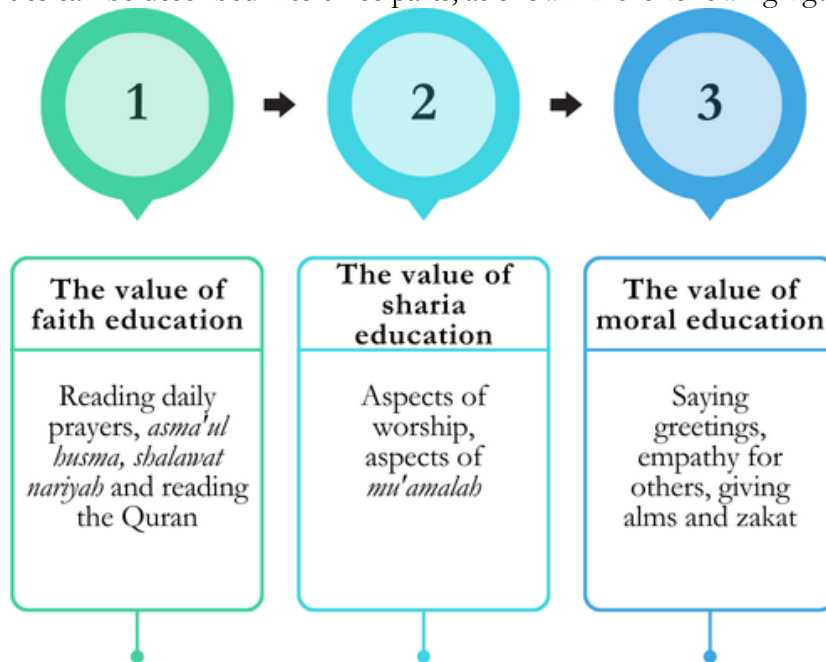 1
2
3
The value of
faith education
Reading daily
prayers, asma'ul
husma, shalawat
nariyah and reading
the Quran
The value of
sharia
education
Aspects of
worship,
aspects of
mu'amalah
The value of
moral education
Saying
greetings,
empathy for
others, giving
alms and zakat